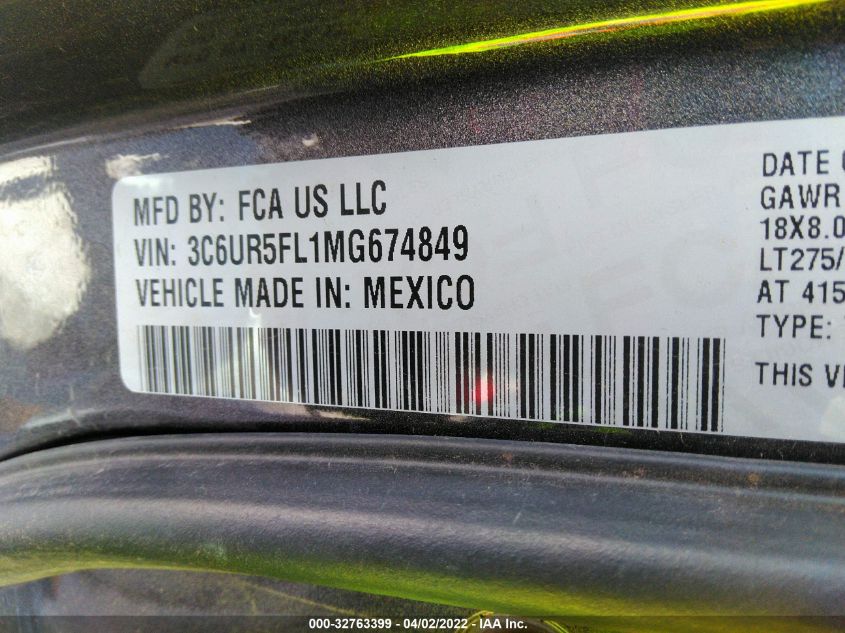 MFD BY: FCA US LLC
VIN: 3C6UR5FL1MG674849
VEHICLE MADE IN: MEXICO
DATE
GAWR
18X8.0
LT275/
AT 415
TYPE:
THIS
000-32763399 - 04/02/2022 - IAA Inc.